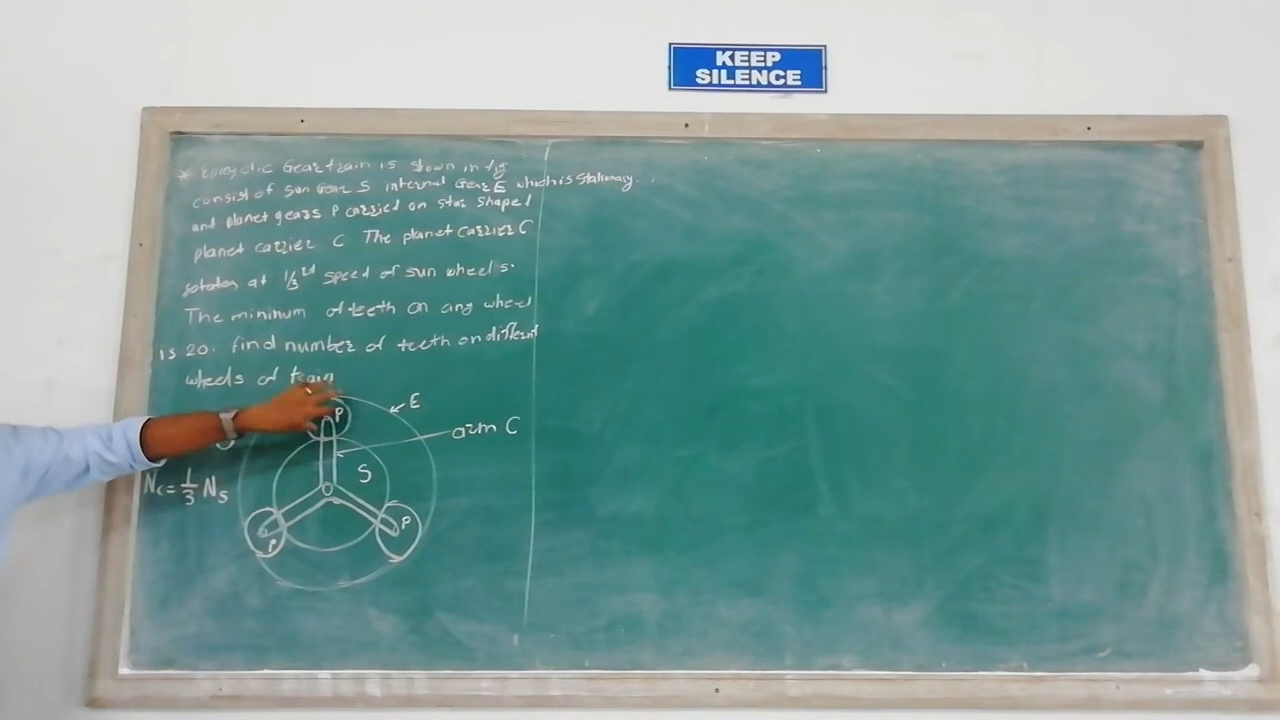 KEEP
SILENCE
* Epicyclic Gear train is shown in fig
consist of sun Gear S internal Gear E which is stationary.
and planet gears P carried on star shaped
planet carrier C The planet carrier C
rotates at 1/3rd speed of sun wheel s.
The mininum of teeth on any wheel
is 20. find number of teeth on different
wheels of train
P
E
arm C
S
Nc = 1/3 Ns
P
P